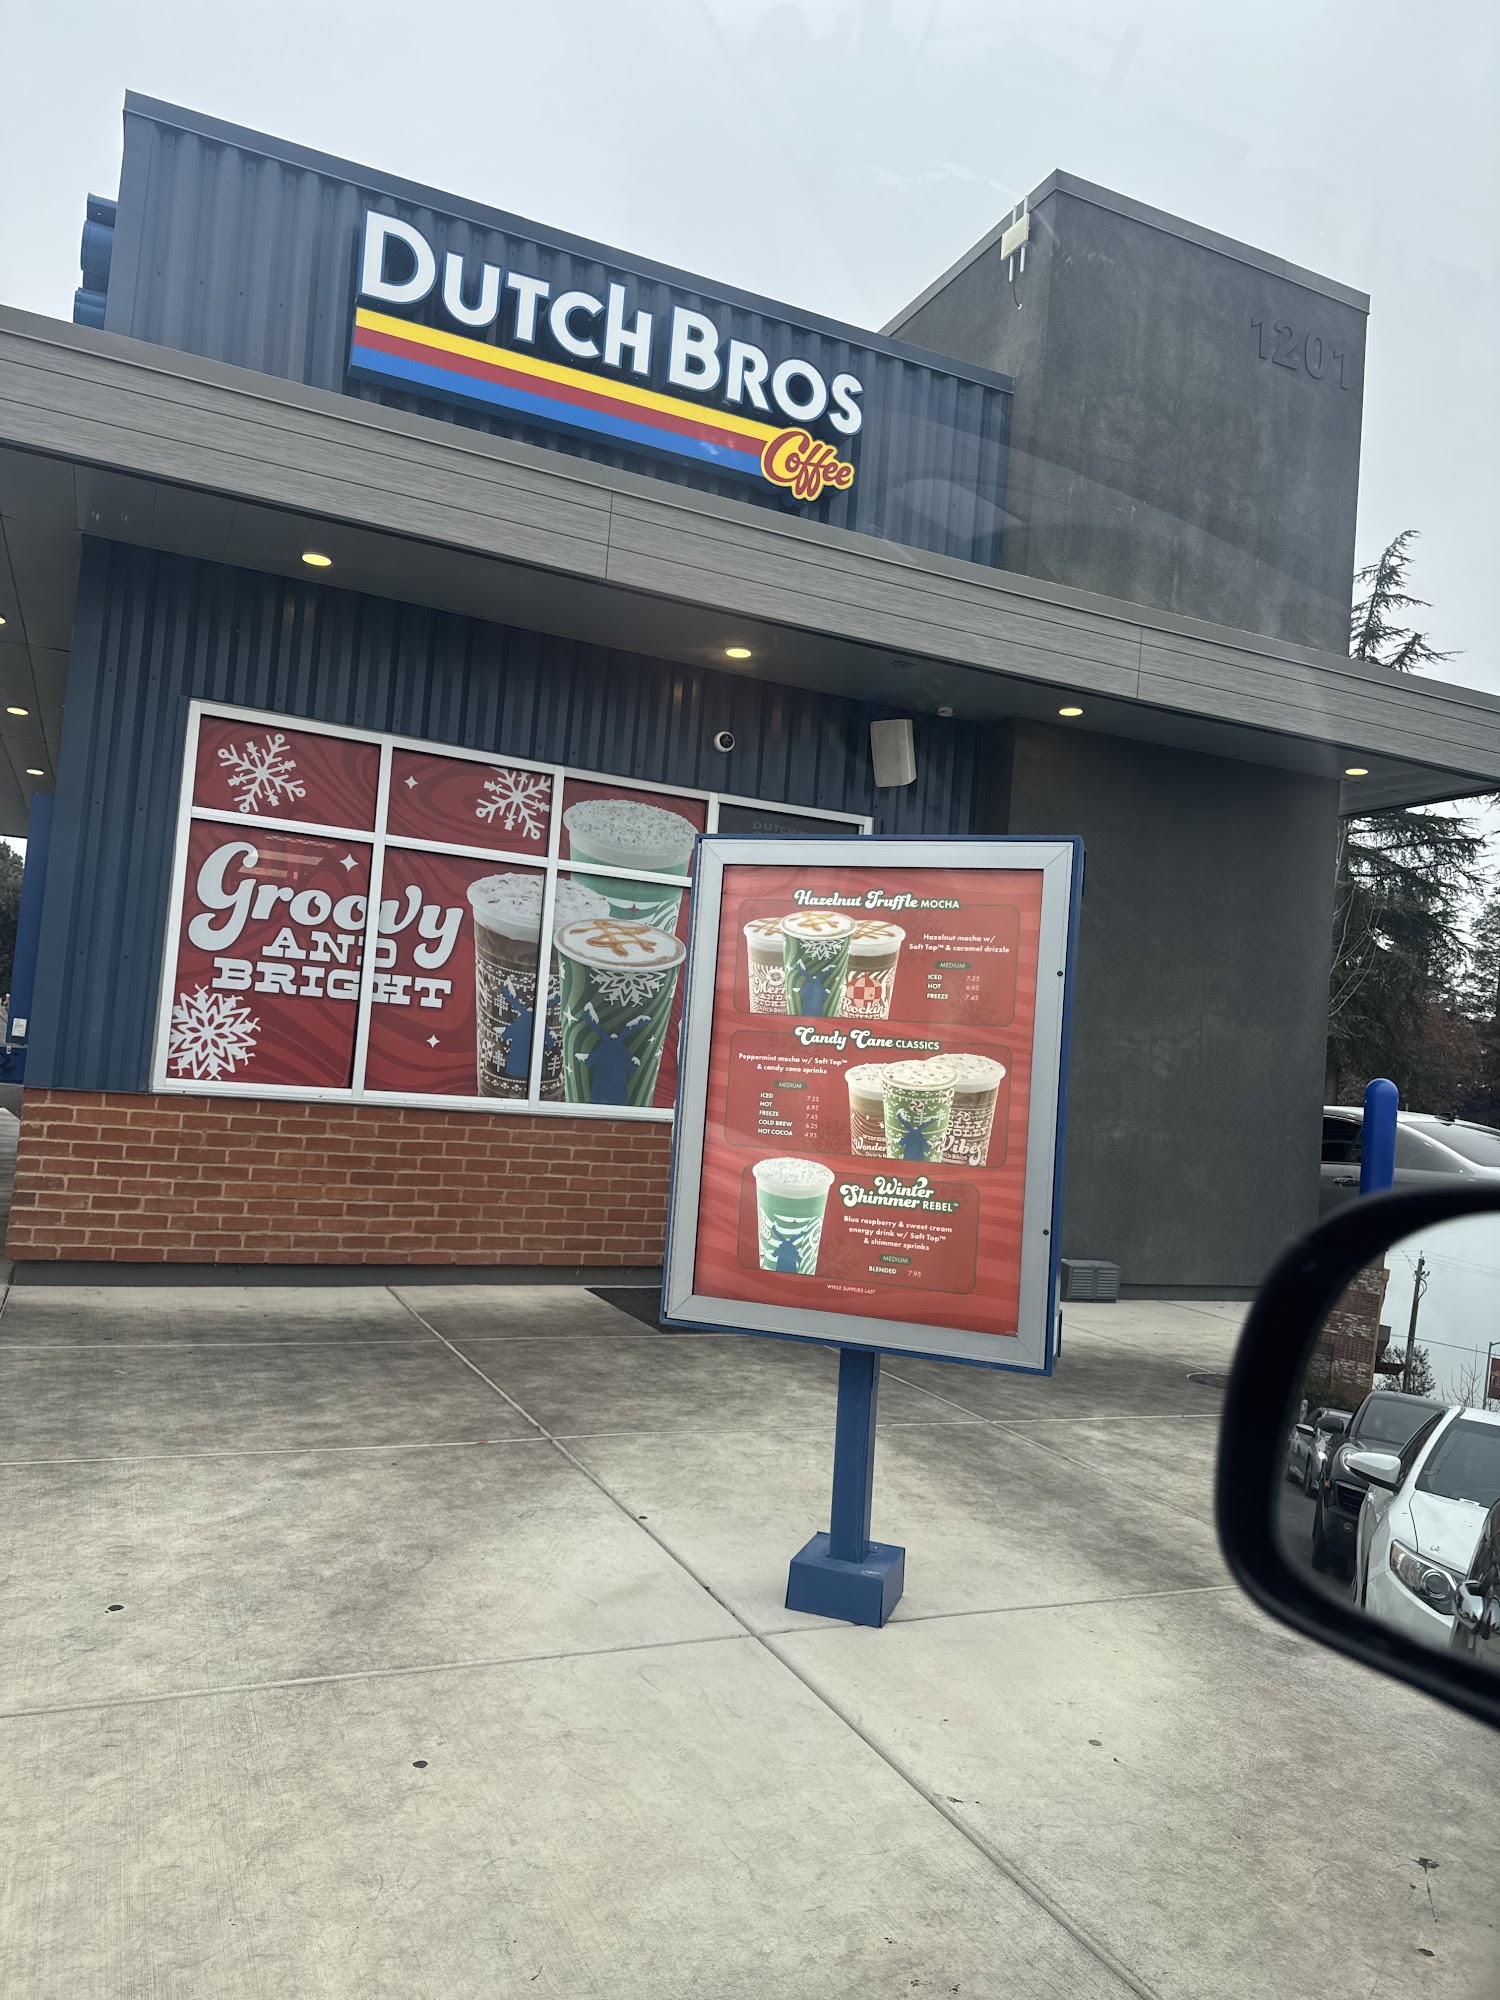 DUTCH BROS
Coffee
1201
Groovy
AND
BRIGHT
Hazelnut Truffle MOCHA
Hazelnut mocha w/
Soft Top™ & caramel drizzle
MEDIUM
ICED 7.25
HOT 6.95
FREEZE 7.45
Candy Cane CLASSICS
Peppermint mocha w/ Soft Top™
& candy cane sprinks
MEDIUM
ICED 7.25
HOT 6.95
FREEZE 7.45
COLD BREW 6.25
HOT COCOA 4.95
Winter
Shimmer REBEL™
Blue raspberry & sweet cream
energy drink w/ Soft Top™
& shimmer sprinks
MEDIUM
BLENDED 7.95
WHILE SUPPLIES LAST